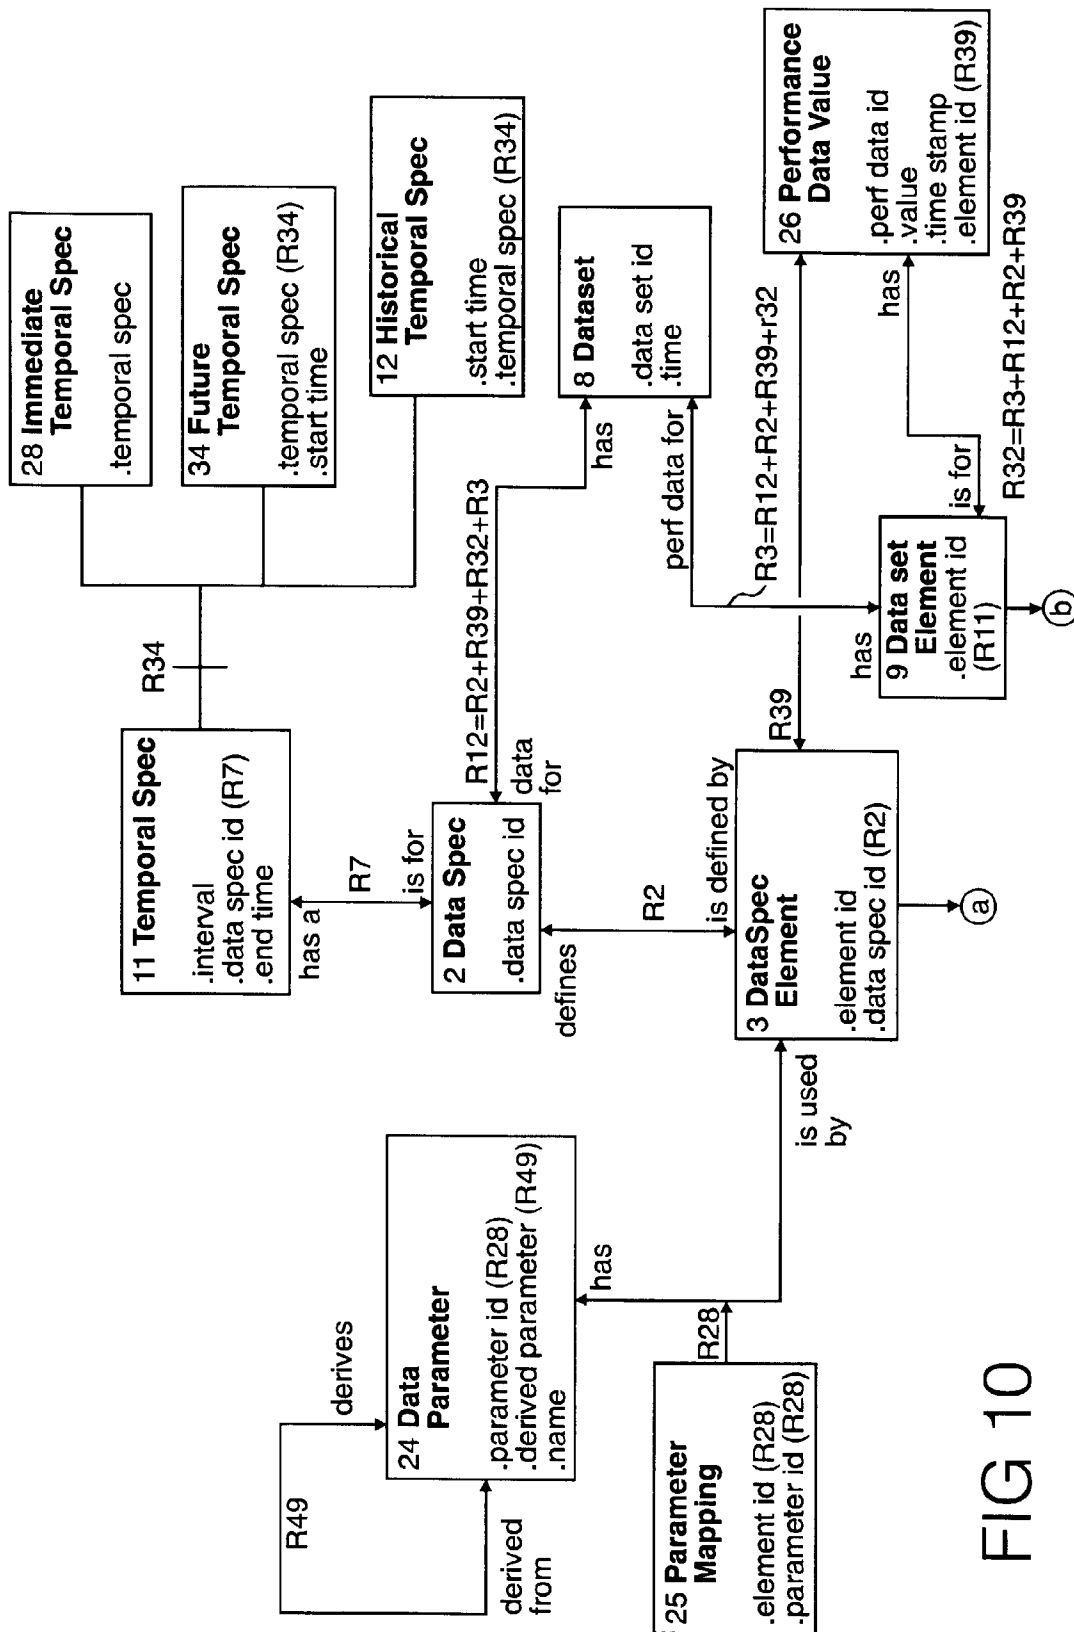 28 Immediate
Temporal Spec
.temporal spec
34 Future
Temporal Spec
.temporal spec (R34)
.start time
12 Historical
Temporal Spec
.start time
.temporal spec (R34)
R34
11 Temporal Spec
.interval
.data spec id (R7)
.end time
has a
R7
is for
2 Data Spec
.data spec id
R12=R2+R39+R32+R3
data
for
has
8 Dataset
.data set id
.time
perf data for
R3=R12+R2+R39+r32
has
9 Data set
Element
.element id
(R11)
b
is for
has
R32=R3+R12+R2+R39
26 Performance
Data Value
.perf data id
.value
.time stamp
.element id (R39)
R39
defines
R2
is defined by
3 DataSpec
Element
.element id
.data spec id (R2)
a
is used
by
R49
derives
derived
from
24 Data
Parameter
.parameter id (R28)
.derived parameter (R49)
.name
has
R28
25 Parameter
Mapping
.element id (R28)
.parameter id (R28)
FIG 10